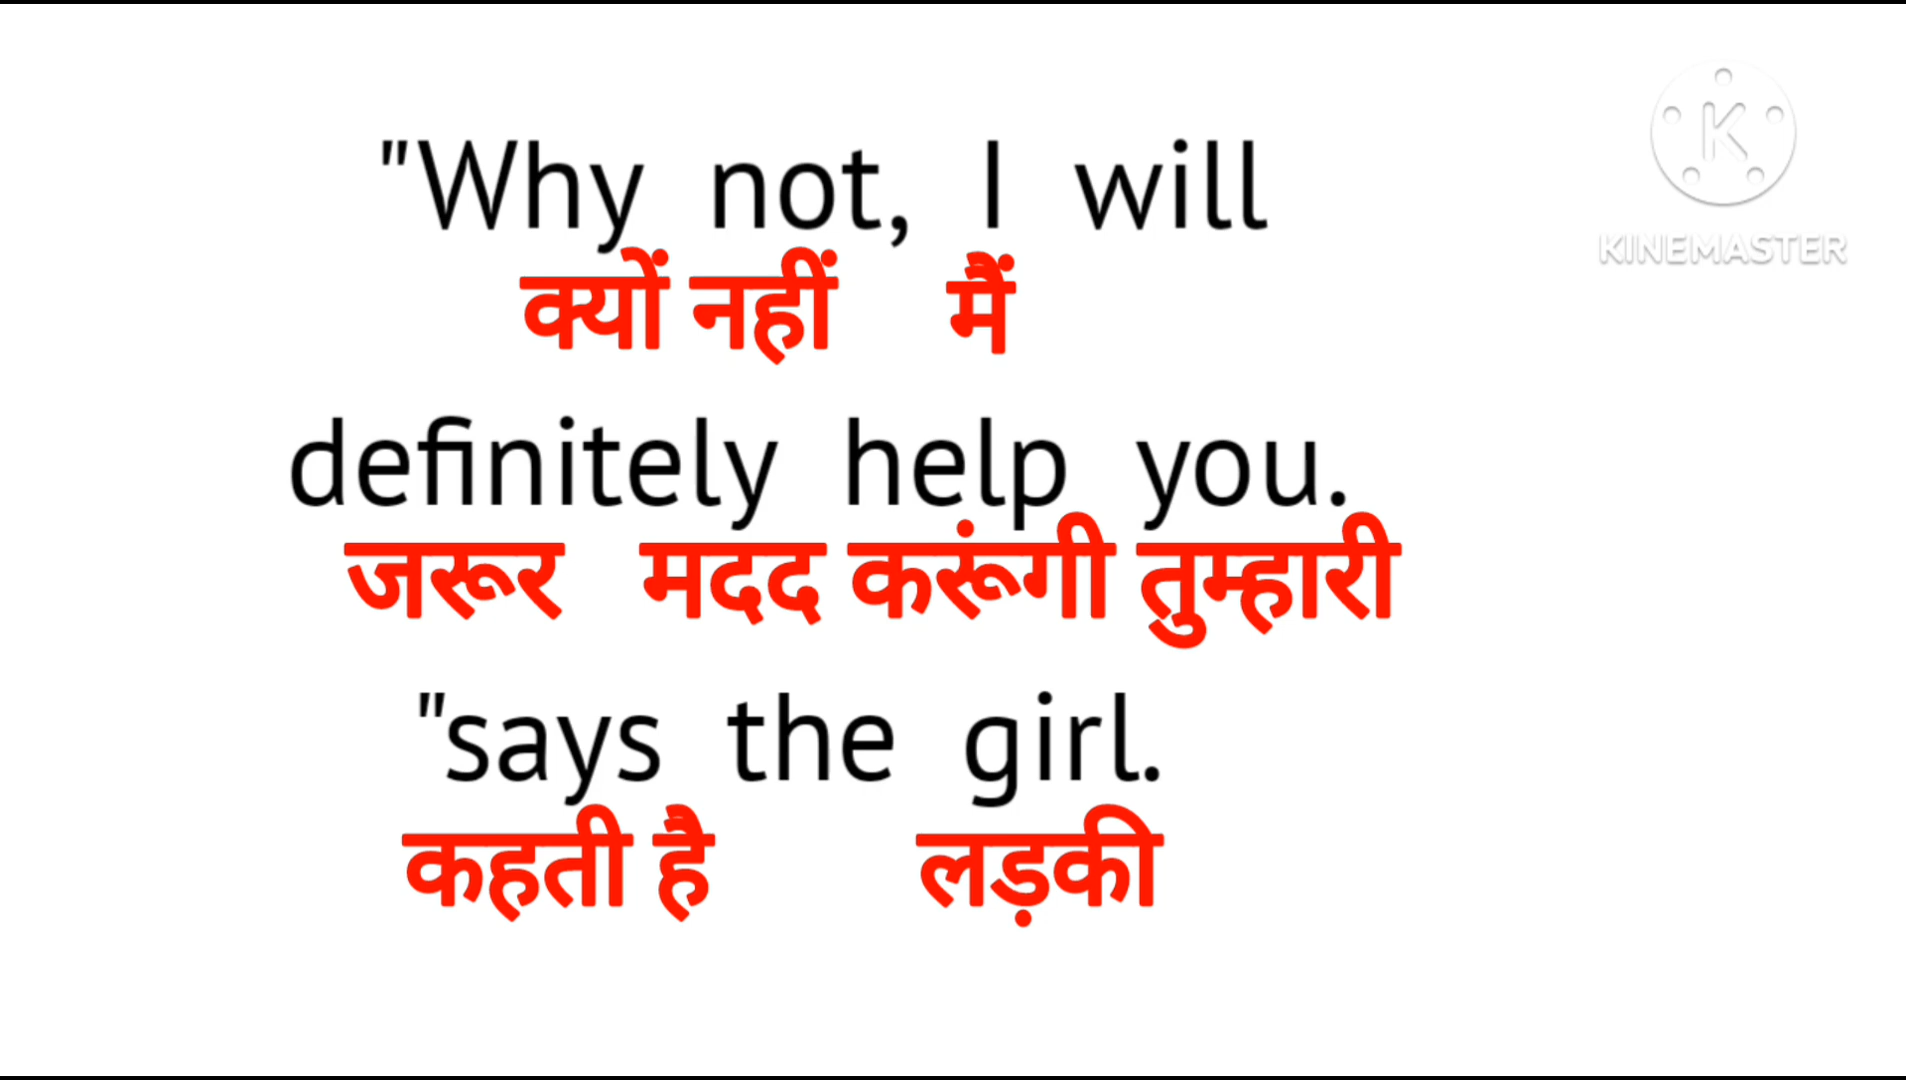 "Why not, I will
क्यों नहीं मैं
definitely help you.
जरूर मदद करूंगी तुम्हारी
"says the girl.
कहती है लड़की
K
KINEMASTER